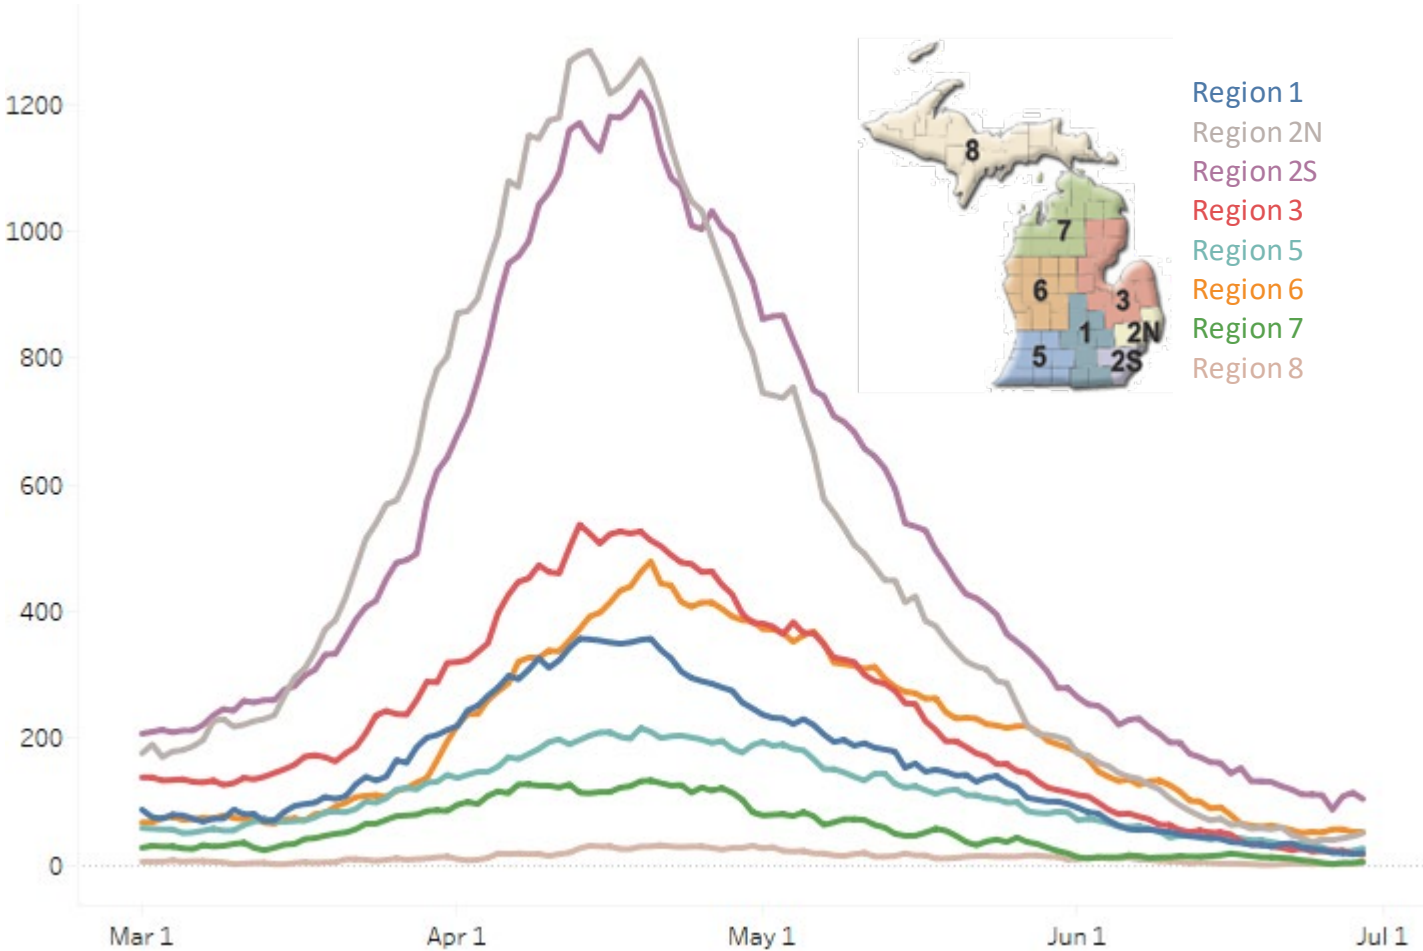 1200
1000
800
600
400
200
0
Mar 1
Apr 1
May 1
Jun 1
Jul 1
8
7
6
3
1
2N
5
2S
Region 1
Region 2N
Region 2S
Region 3
Region 5
Region 6
Region 7
Region 8